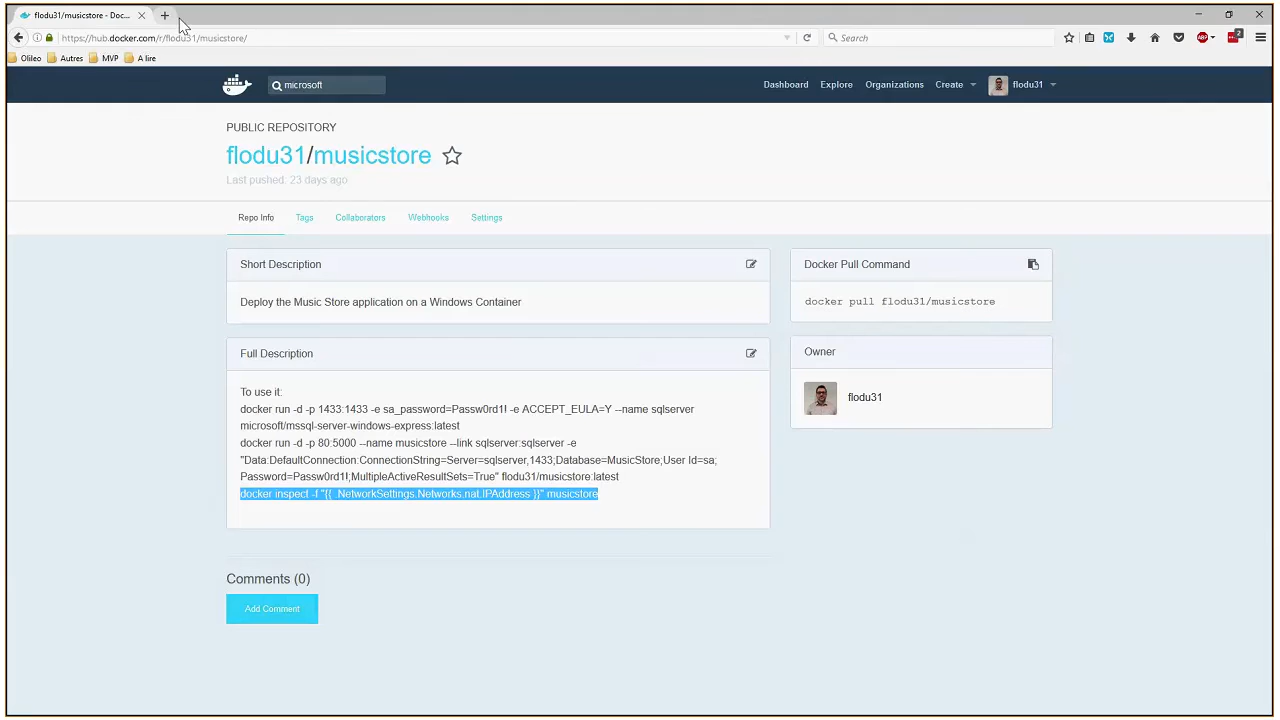 flodu31/musicstore - Doc...
https://hub.docker.com/r/flodu31/musicstore/
Search
2
Olileo Autres MVP A lire
microsoft
Dashboard Explore Organizations Create flodu31
PUBLIC REPOSITORY
flodu31/musicstore
Last pushed: 23 days ago
Repo Info Tags Collaborators Webhooks Settings
Short Description
Deploy the Music Store application on a Windows Container
Docker Pull Command
docker pull flodu31/musicstore
Full Description
To use it:
docker run -d -p 1433:1433 -e sa_password=Passw0rd1! -e ACCEPT_EULA=Y --name sqlserver
microsoft/mssql-server-windows-express:latest
docker run -d -p 80:5000 --name musicstore --link sqlserver:sqlserver -e
"Data:DefaultConnection:ConnectionString=Server=sqlserver,1433;Database=MusicStore;User Id=sa;
Password=Passw0rd1!;MultipleActiveResultSets=True" flodu31/musicstore:latest
docker inspect -f "{{ .NetworkSettings.Networks.nat.IPAddress }}" musicstore
Owner
flodu31
Comments (0)
Add Comment